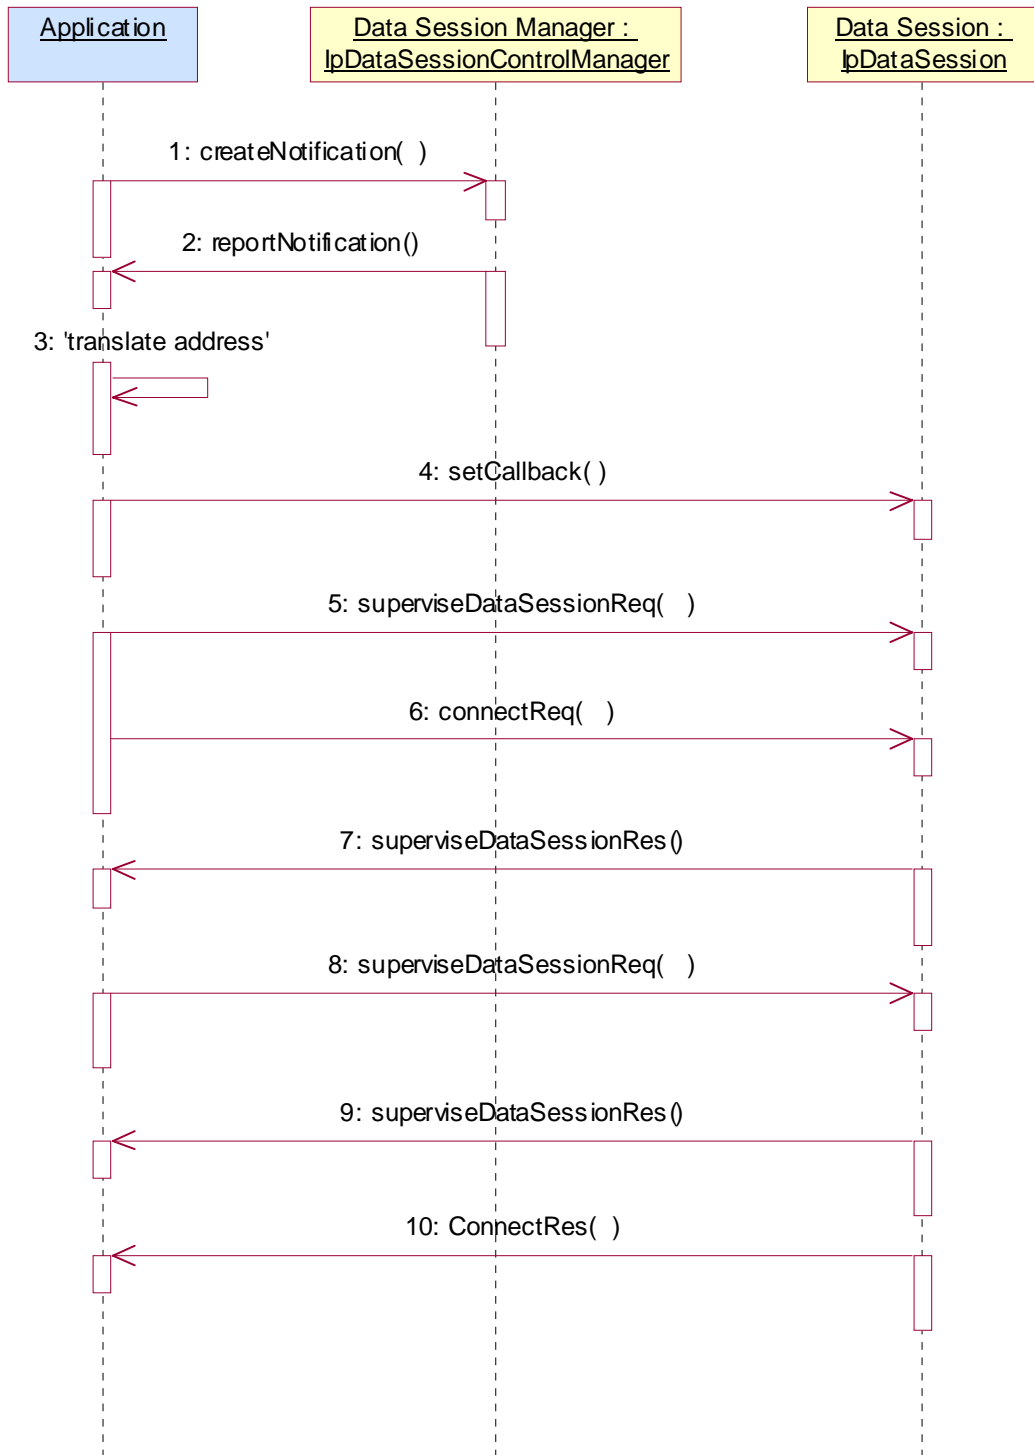 Application
Data Session Manager :
IpDataSessionControlManager
Data Session :
IpDataSession
1: createNotification( )
2: reportNotification()
3: 'translate address'
4: setCallback( )
5: superviseDataSessionReq( )
6: connectReq( )
7: superviseDataSessionRes()
8: superviseDataSessionReq( )
9: superviseDataSessionRes()
10: ConnectRes( )